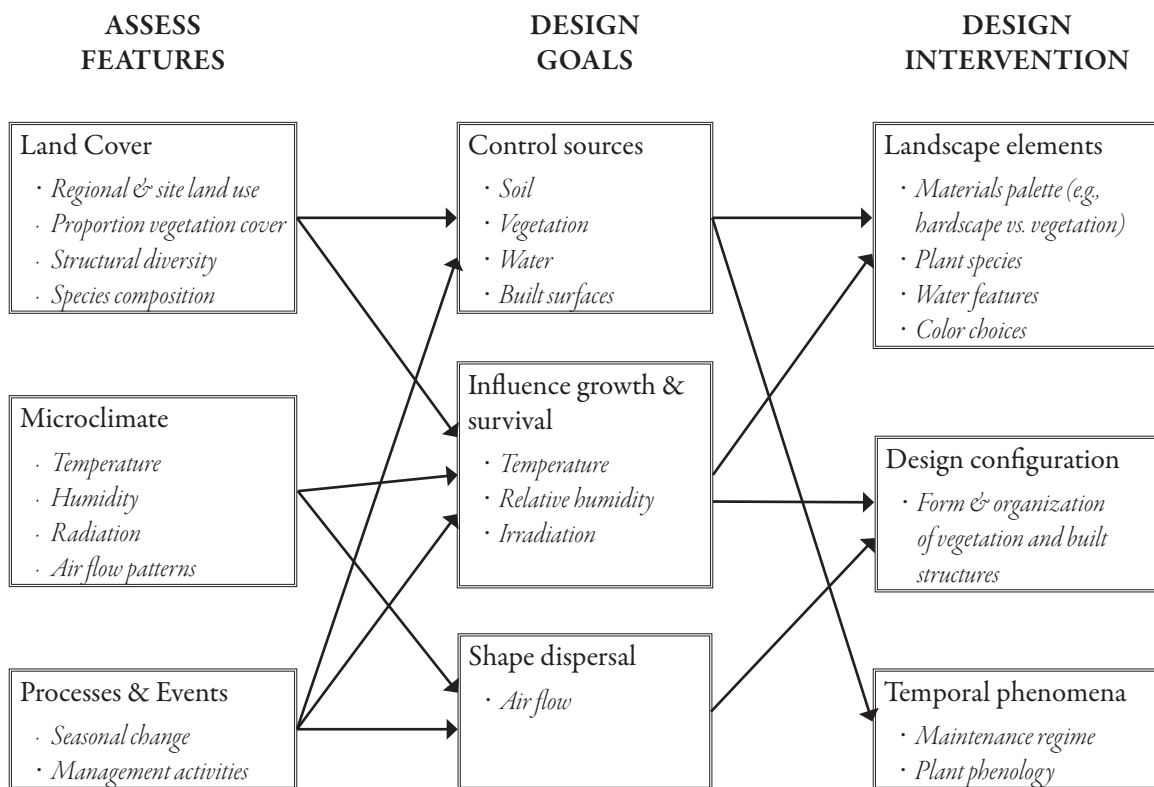 ASSESS
FEATURES
DESIGN
GOALS
DESIGN
INTERVENTION
Land Cover
· Regional & site land use
· Proportion vegetation cover
· Structural diversity
· Species composition
Microclimate
· Temperature
· Humidity
· Radiation
· Air flow patterns
Processes & Events
· Seasonal change
· Management activities
Control sources
· Soil
· Vegetation
· Water
· Built surfaces
Influence growth &
survival
· Temperature
· Relative humidity
· Irradiation
Shape dispersal
· Air flow
Landscape elements
· Materials palette (e.g.,
hardscape vs. vegetation)
· Plant species
· Water features
· Color choices
Design configuration
· Form & organization
of vegetation and built
structures
Temporal phenomena
· Maintenance regime
· Plant phenology